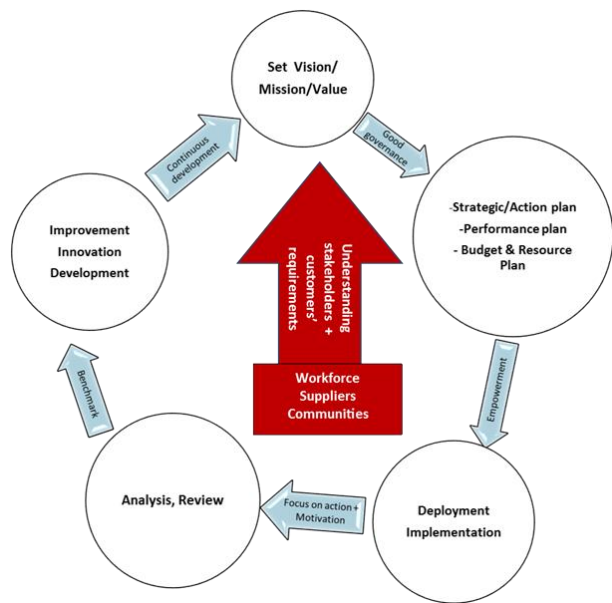 Set Vision/
Mission/Value
Good
governance
-Strategic/Action plan
-Performance plan
- Budget & Resource
Plan
Empowerment
Deployment
Implementation
Focus on action +
Motivation
Analysis, Review
Benchmark
Improvement
Innovation
Development
Continuous
development
Understanding
stakeholders +
customers’
requirements
Workforce
Suppliers
Communities